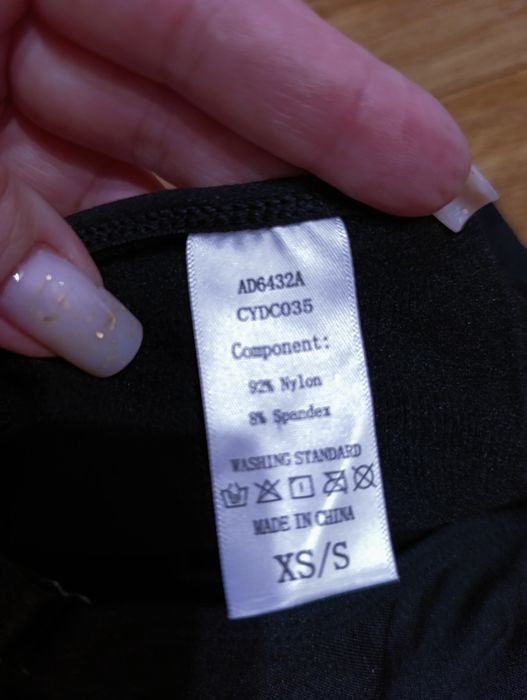 AD6432A
CYDC035
Component:
92% Nylon
8% Spandex
WASHING STANDARD
MADE IN CHINA
XS/S